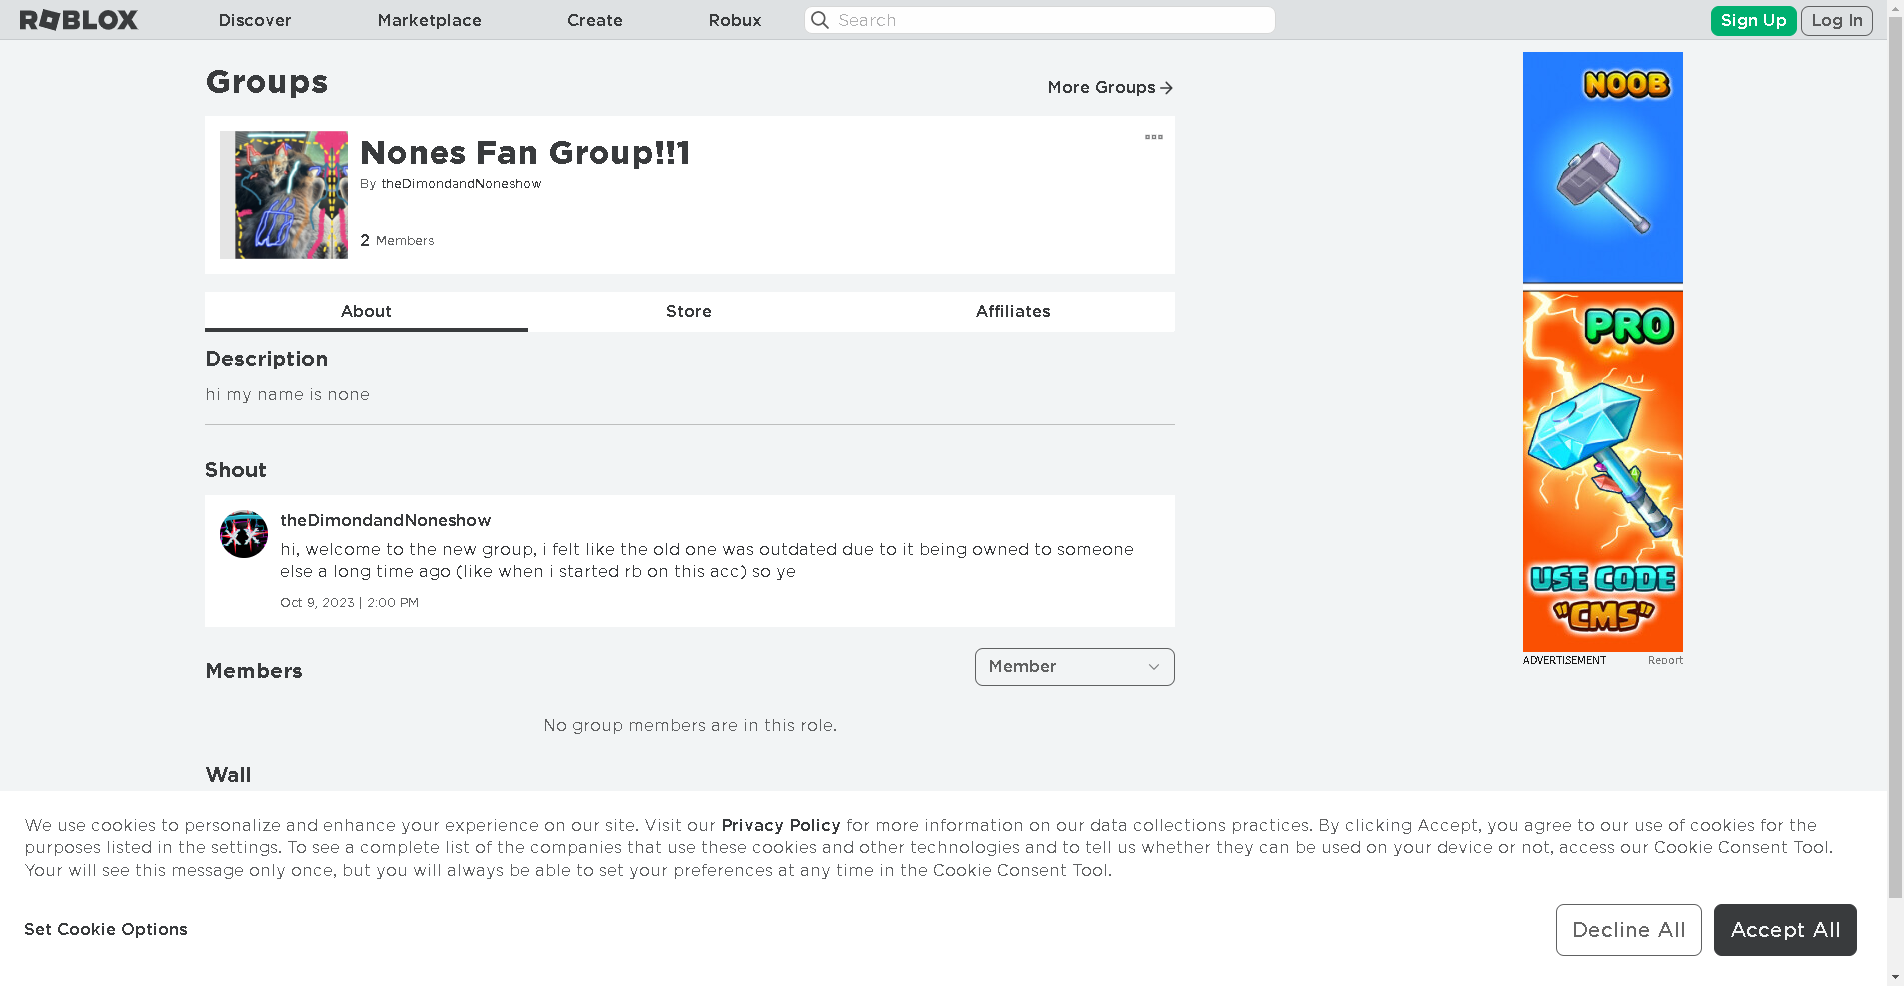 ROBLOX Discover Marketplace Create Robux Search Sign Up Log In
Groups
More Groups
Nones Fan Group!!1
By theDimondandNoneshow
2 Members
About Store Affiliates
Description
hi my name is none
Shout
theDimondandNoneshow
hi, welcome to the new group, i felt like the old one was outdated due to it being owned to someone
else a long time ago (like when i started rb on this acc) so ye
Oct 9, 2023 | 2:00 PM
Members
Member
No group members are in this role.
Wall
NOOB
PRO
USE CODE
"CMS"
ADVERTISEMENT Report
We use cookies to personalize and enhance your experience on our site. Visit our Privacy Policy for more information on our data collections practices. By clicking Accept, you agree to our use of cookies for the
purposes listed in the settings. To see a complete list of the companies that use these cookies and other technologies and to tell us whether they can be used on your device or not, access our Cookie Consent Tool.
Your will see this message only once, but you will always be able to set your preferences at any time in the Cookie Consent Tool.
Set Cookie Options
Decline All
Accept All